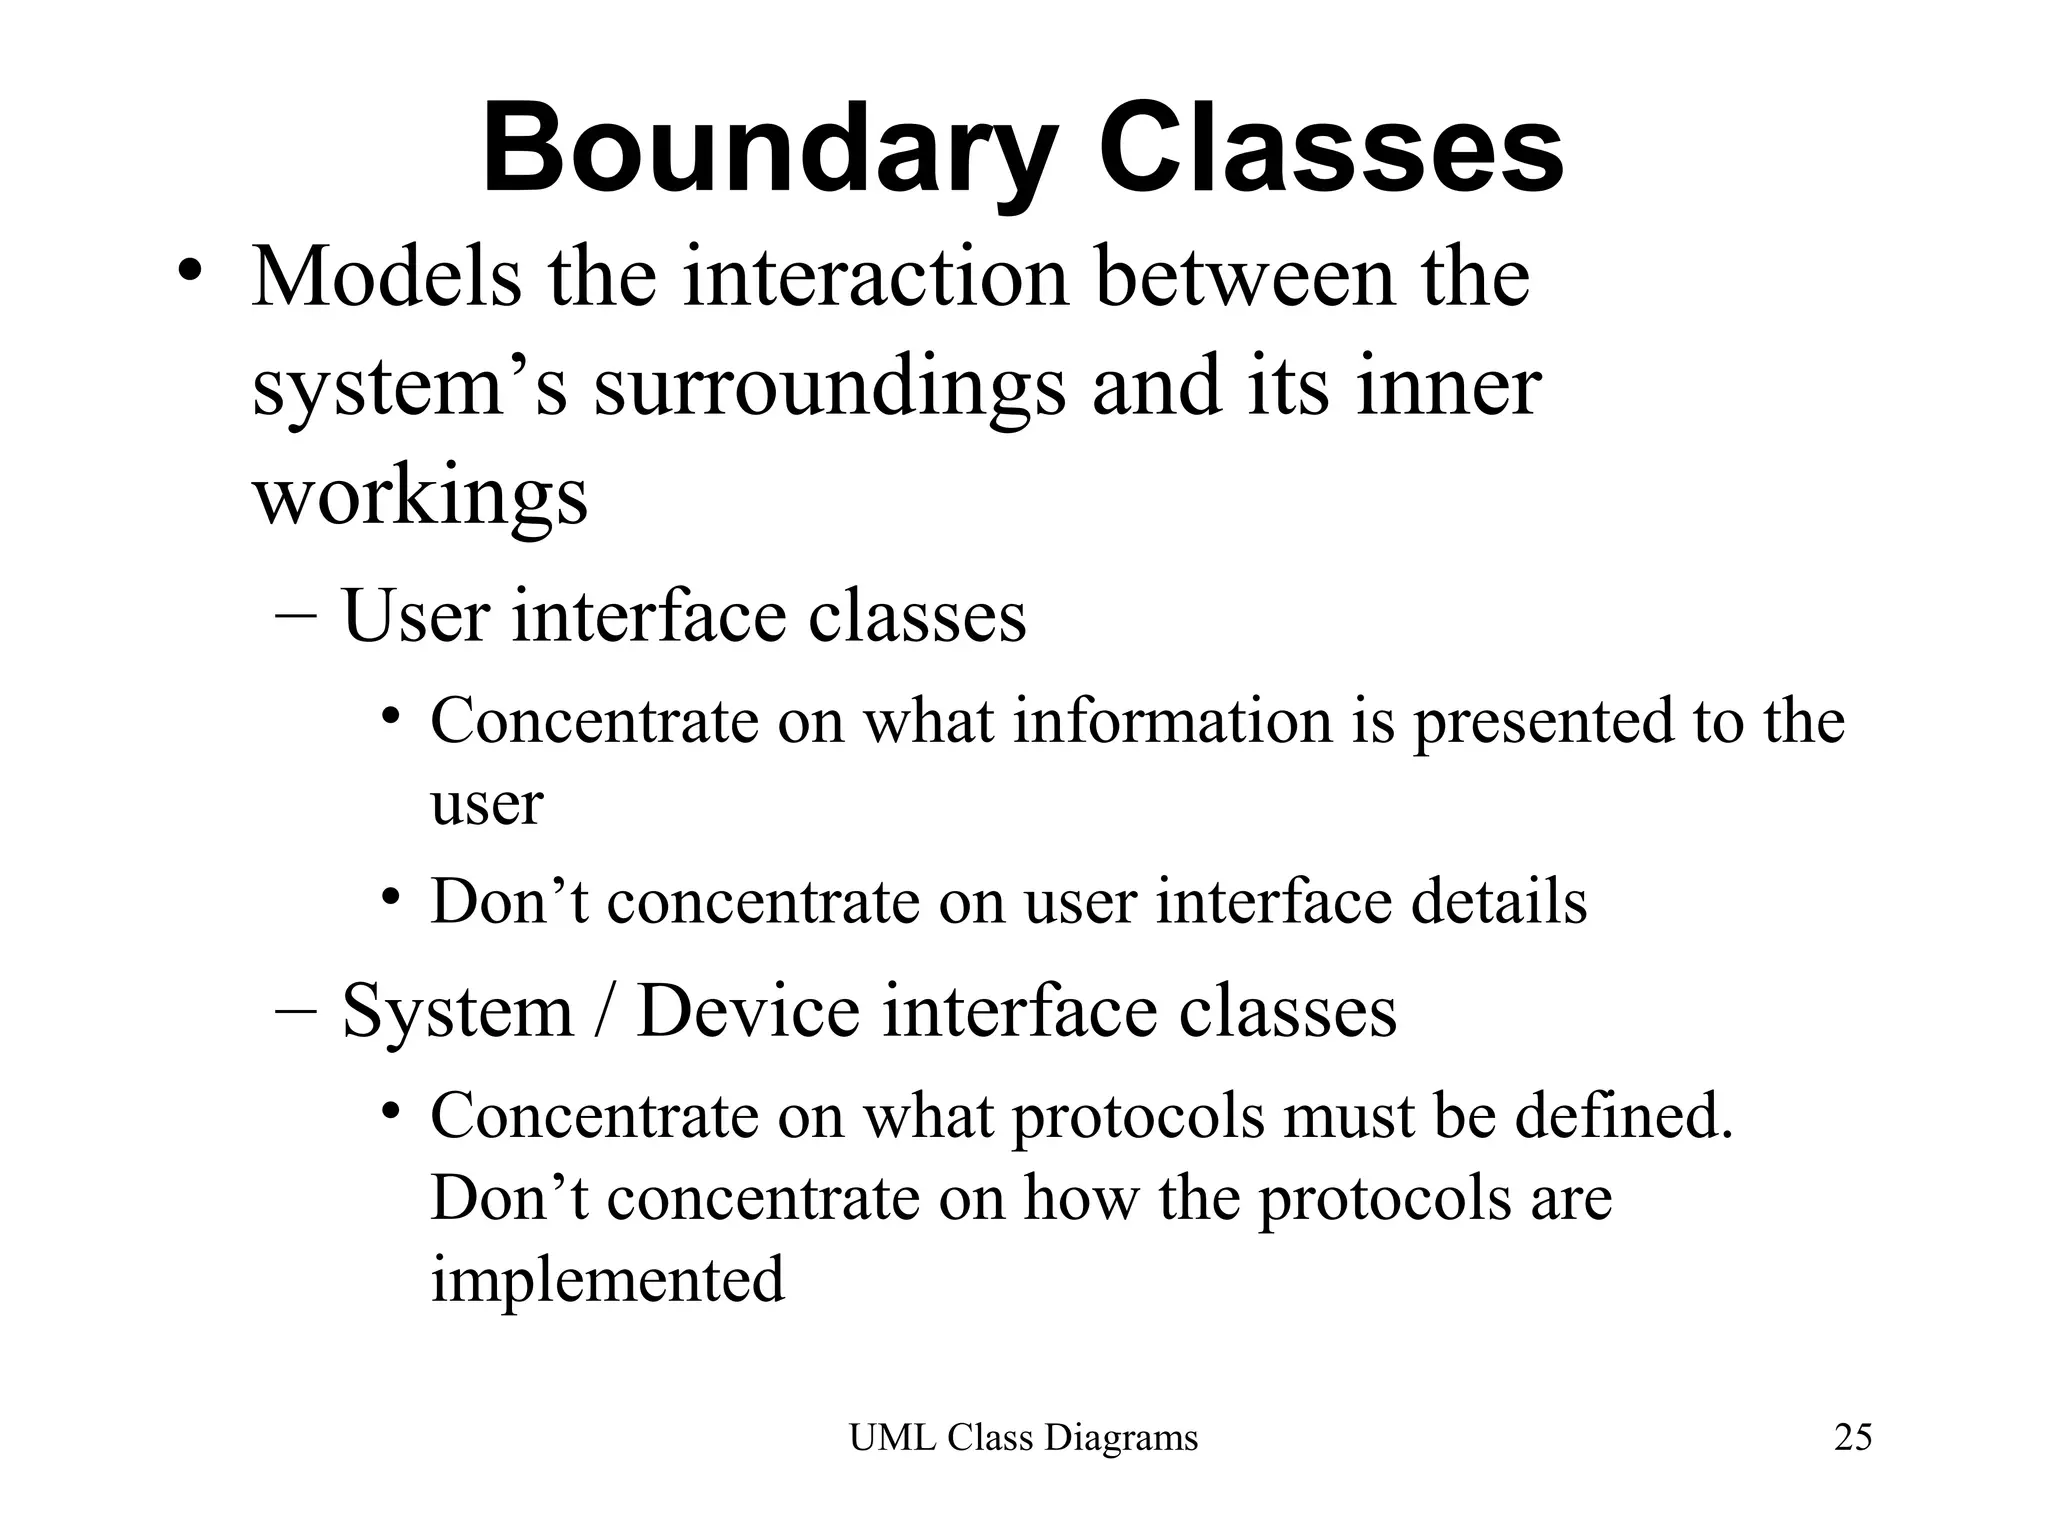 Boundary Classes
• Models the interaction between the
system’s surroundings and its inner
workings
– User interface classes
• Concentrate on what information is presented to the
user
• Don’t concentrate on user interface details
– System / Device interface classes
• Concentrate on what protocols must be defined.
Don’t concentrate on how the protocols are
implemented
UML Class Diagrams
25